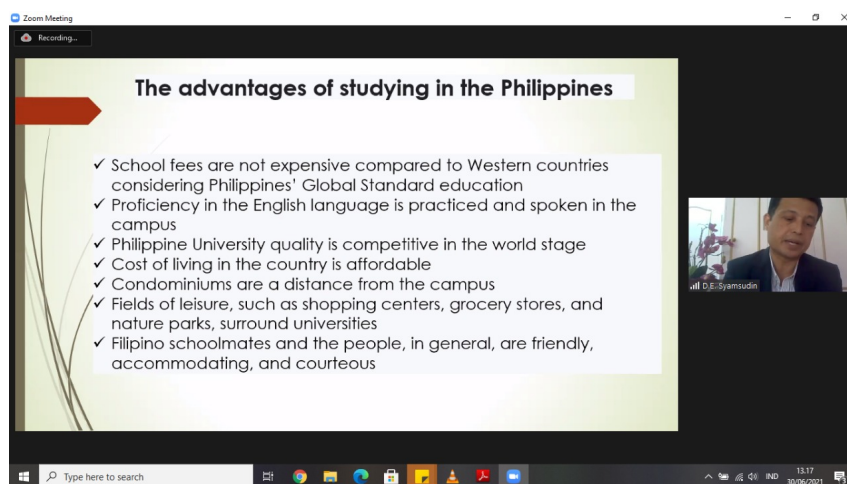 Zoom Meeting
Recording...
The advantages of studying in the Philippines
✓ School fees are not expensive compared to Western countries
considering Philippines' Global Standard education
✓ Proficiency in the English language is practiced and spoken in the
campus
✓ Philippine University quality is competitive in the world stage
✓ Cost of living in the country is affordable
✓ Condominiums are a distance from the campus
✓ Fields of leisure, such as shopping centers, grocery stores, and
nature parks, surround universities
✓ Filipino schoolmates and the people, in general, are friendly,
accommodating, and courteous
D.E. Syamsudin
Type here to search
IND
13.17
30/06/2021